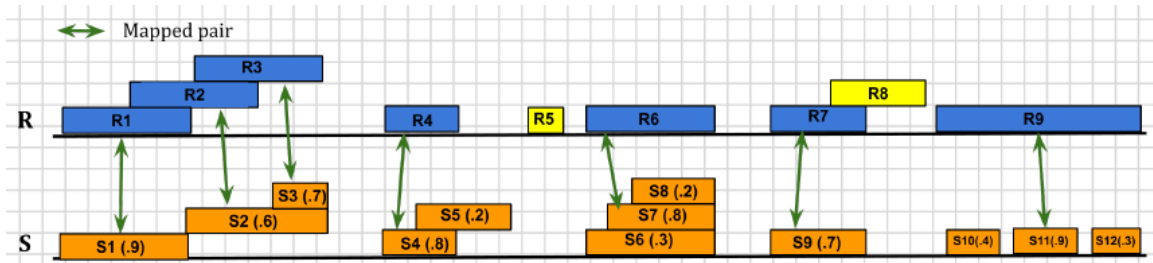 Mapped pair
R3
R2
R8
R R1 R4 R5 R6 R7 R9
S3 (.7) S8 (.2)
S2 (.6) S5 (.2) S7 (.8)
S S1 (.9) S4 (.8) S6 (.3) S9 (.7) S10(.4) S11(.9) S12(.3)